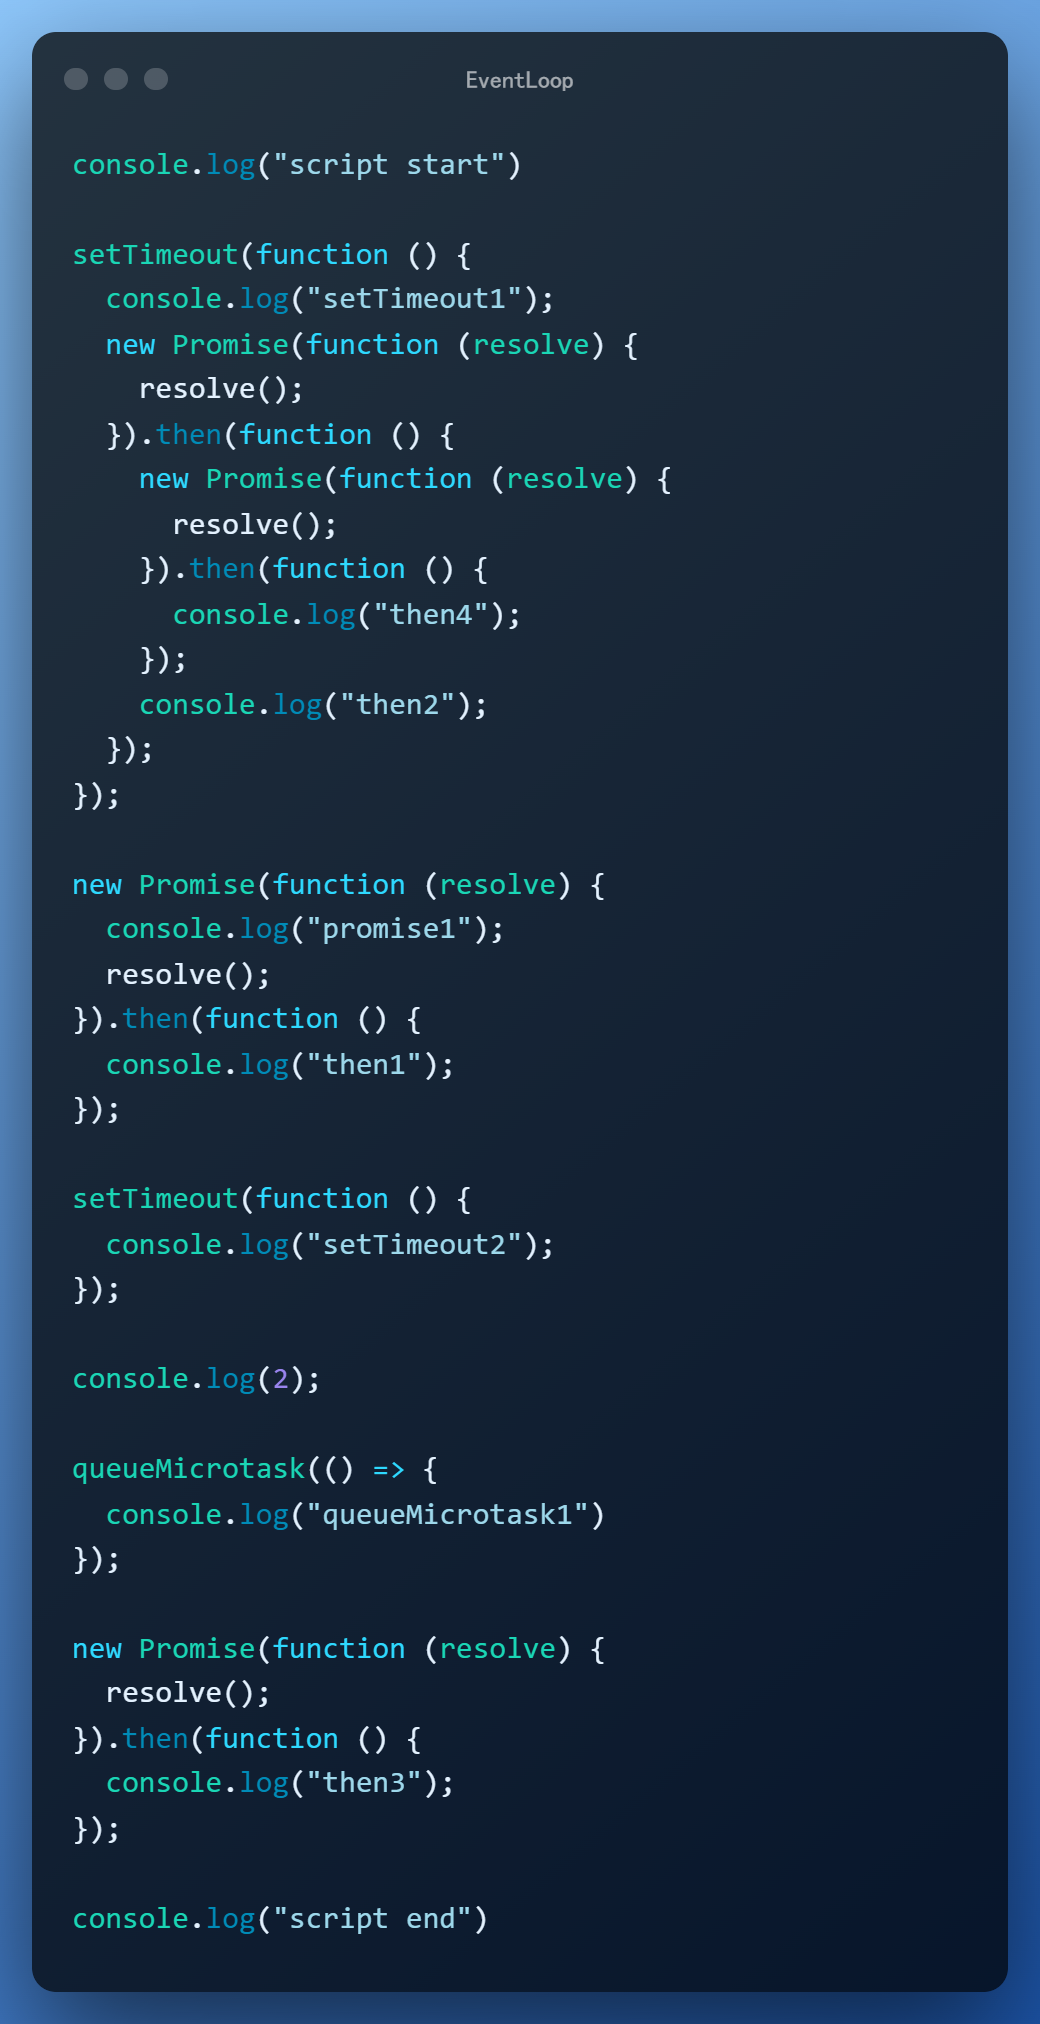 EventLoop
console.log("script start")
setTimeout(function () {
  console.log("setTimeout1");
  new Promise(function (resolve) {
    resolve();
  }).then(function () {
    new Promise(function (resolve) {
      resolve();
    }).then(function () {
      console.log("then4");
    });
    console.log("then2");
  });
});
new Promise(function (resolve) {
  console.log("promise1");
  resolve();
}).then(function () {
  console.log("then1");
});
setTimeout(function () {
  console.log("setTimeout2");
});
console.log(2);
queueMicrotask(() => {
  console.log("queueMicrotask1")
});
new Promise(function (resolve) {
  resolve();
}).then(function () {
  console.log("then3");
});
console.log("script end")